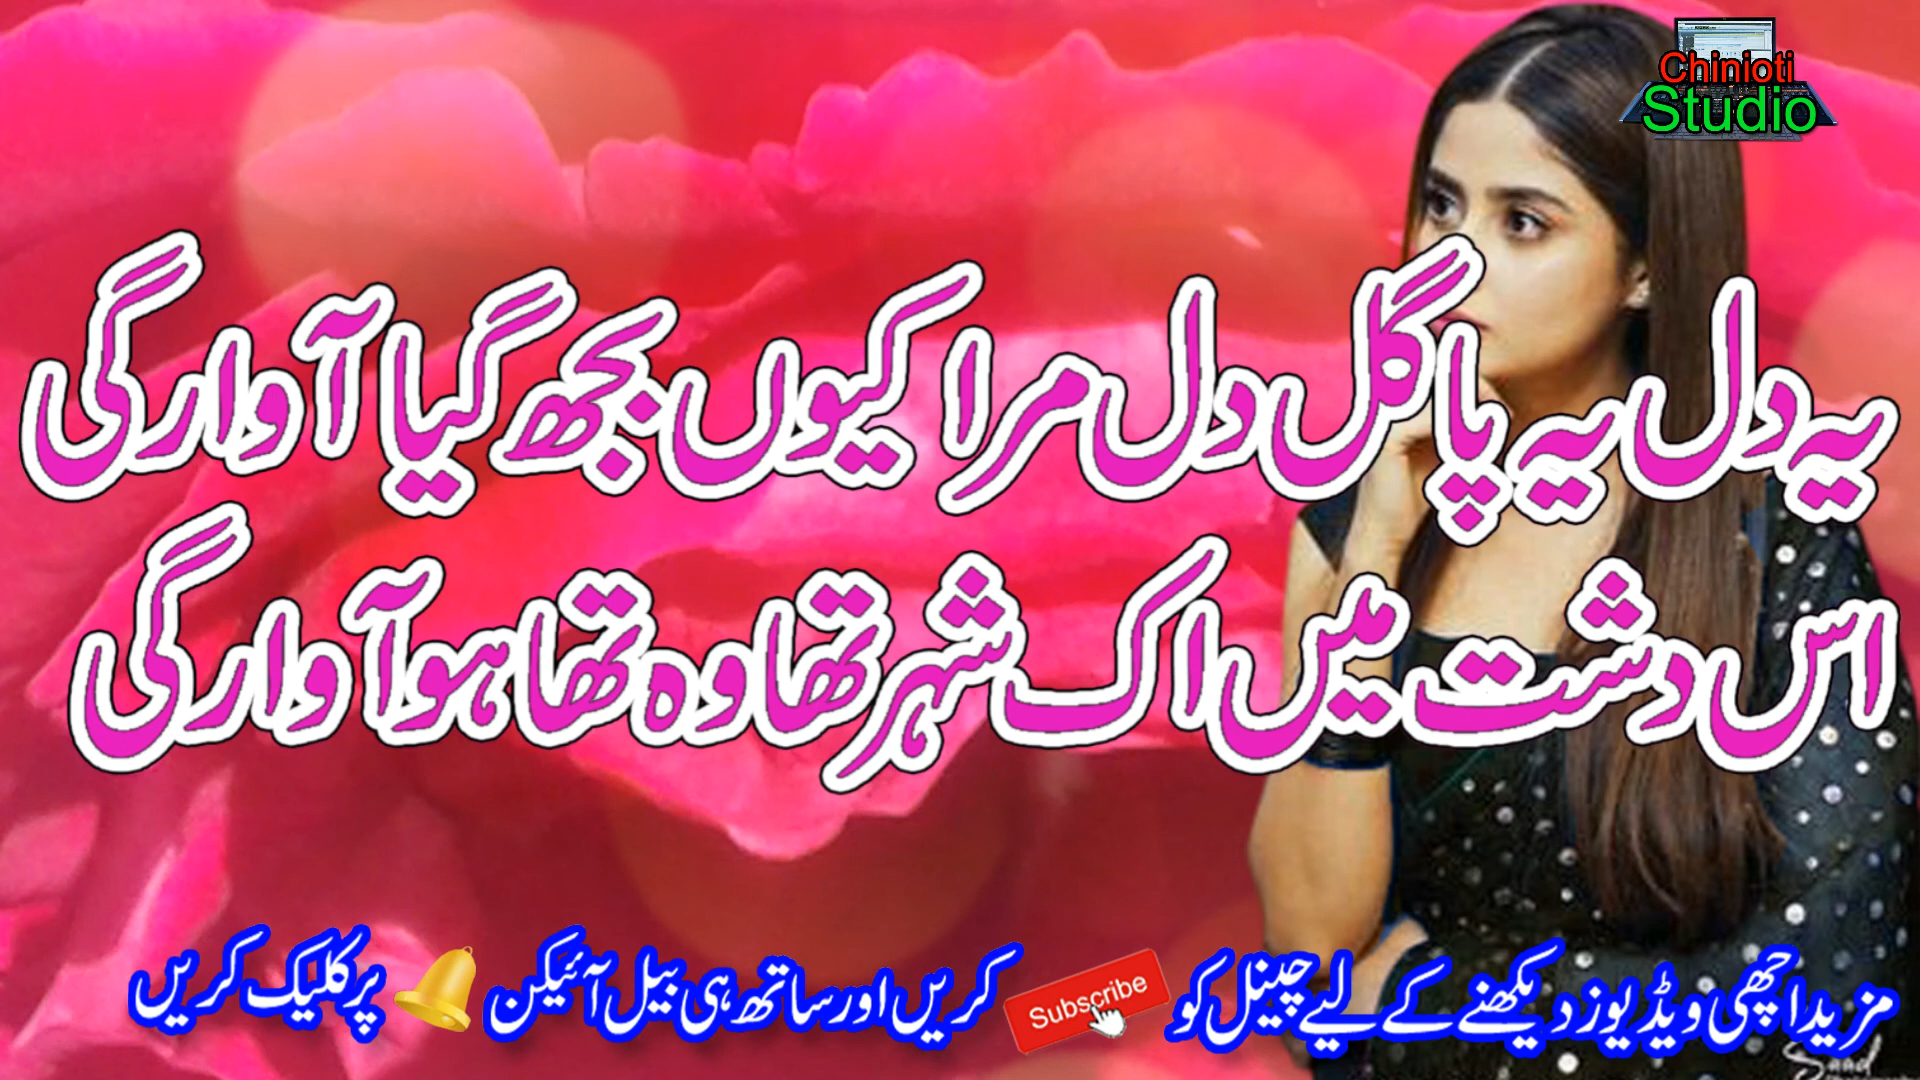 Chinioti
Studio
یہ دل یہ پاگل دل مرا کیوں بجھ گیا آوارگی
اس دشت میں اک شہر تھا وہ تھا ہو آوارگی
مزید اچھی ویڈیوز دیکھنے کے لیے چینل کو Subscribe کریں اور ساتھ ہی بیل آئیکن پر کلیک کریں
Saad